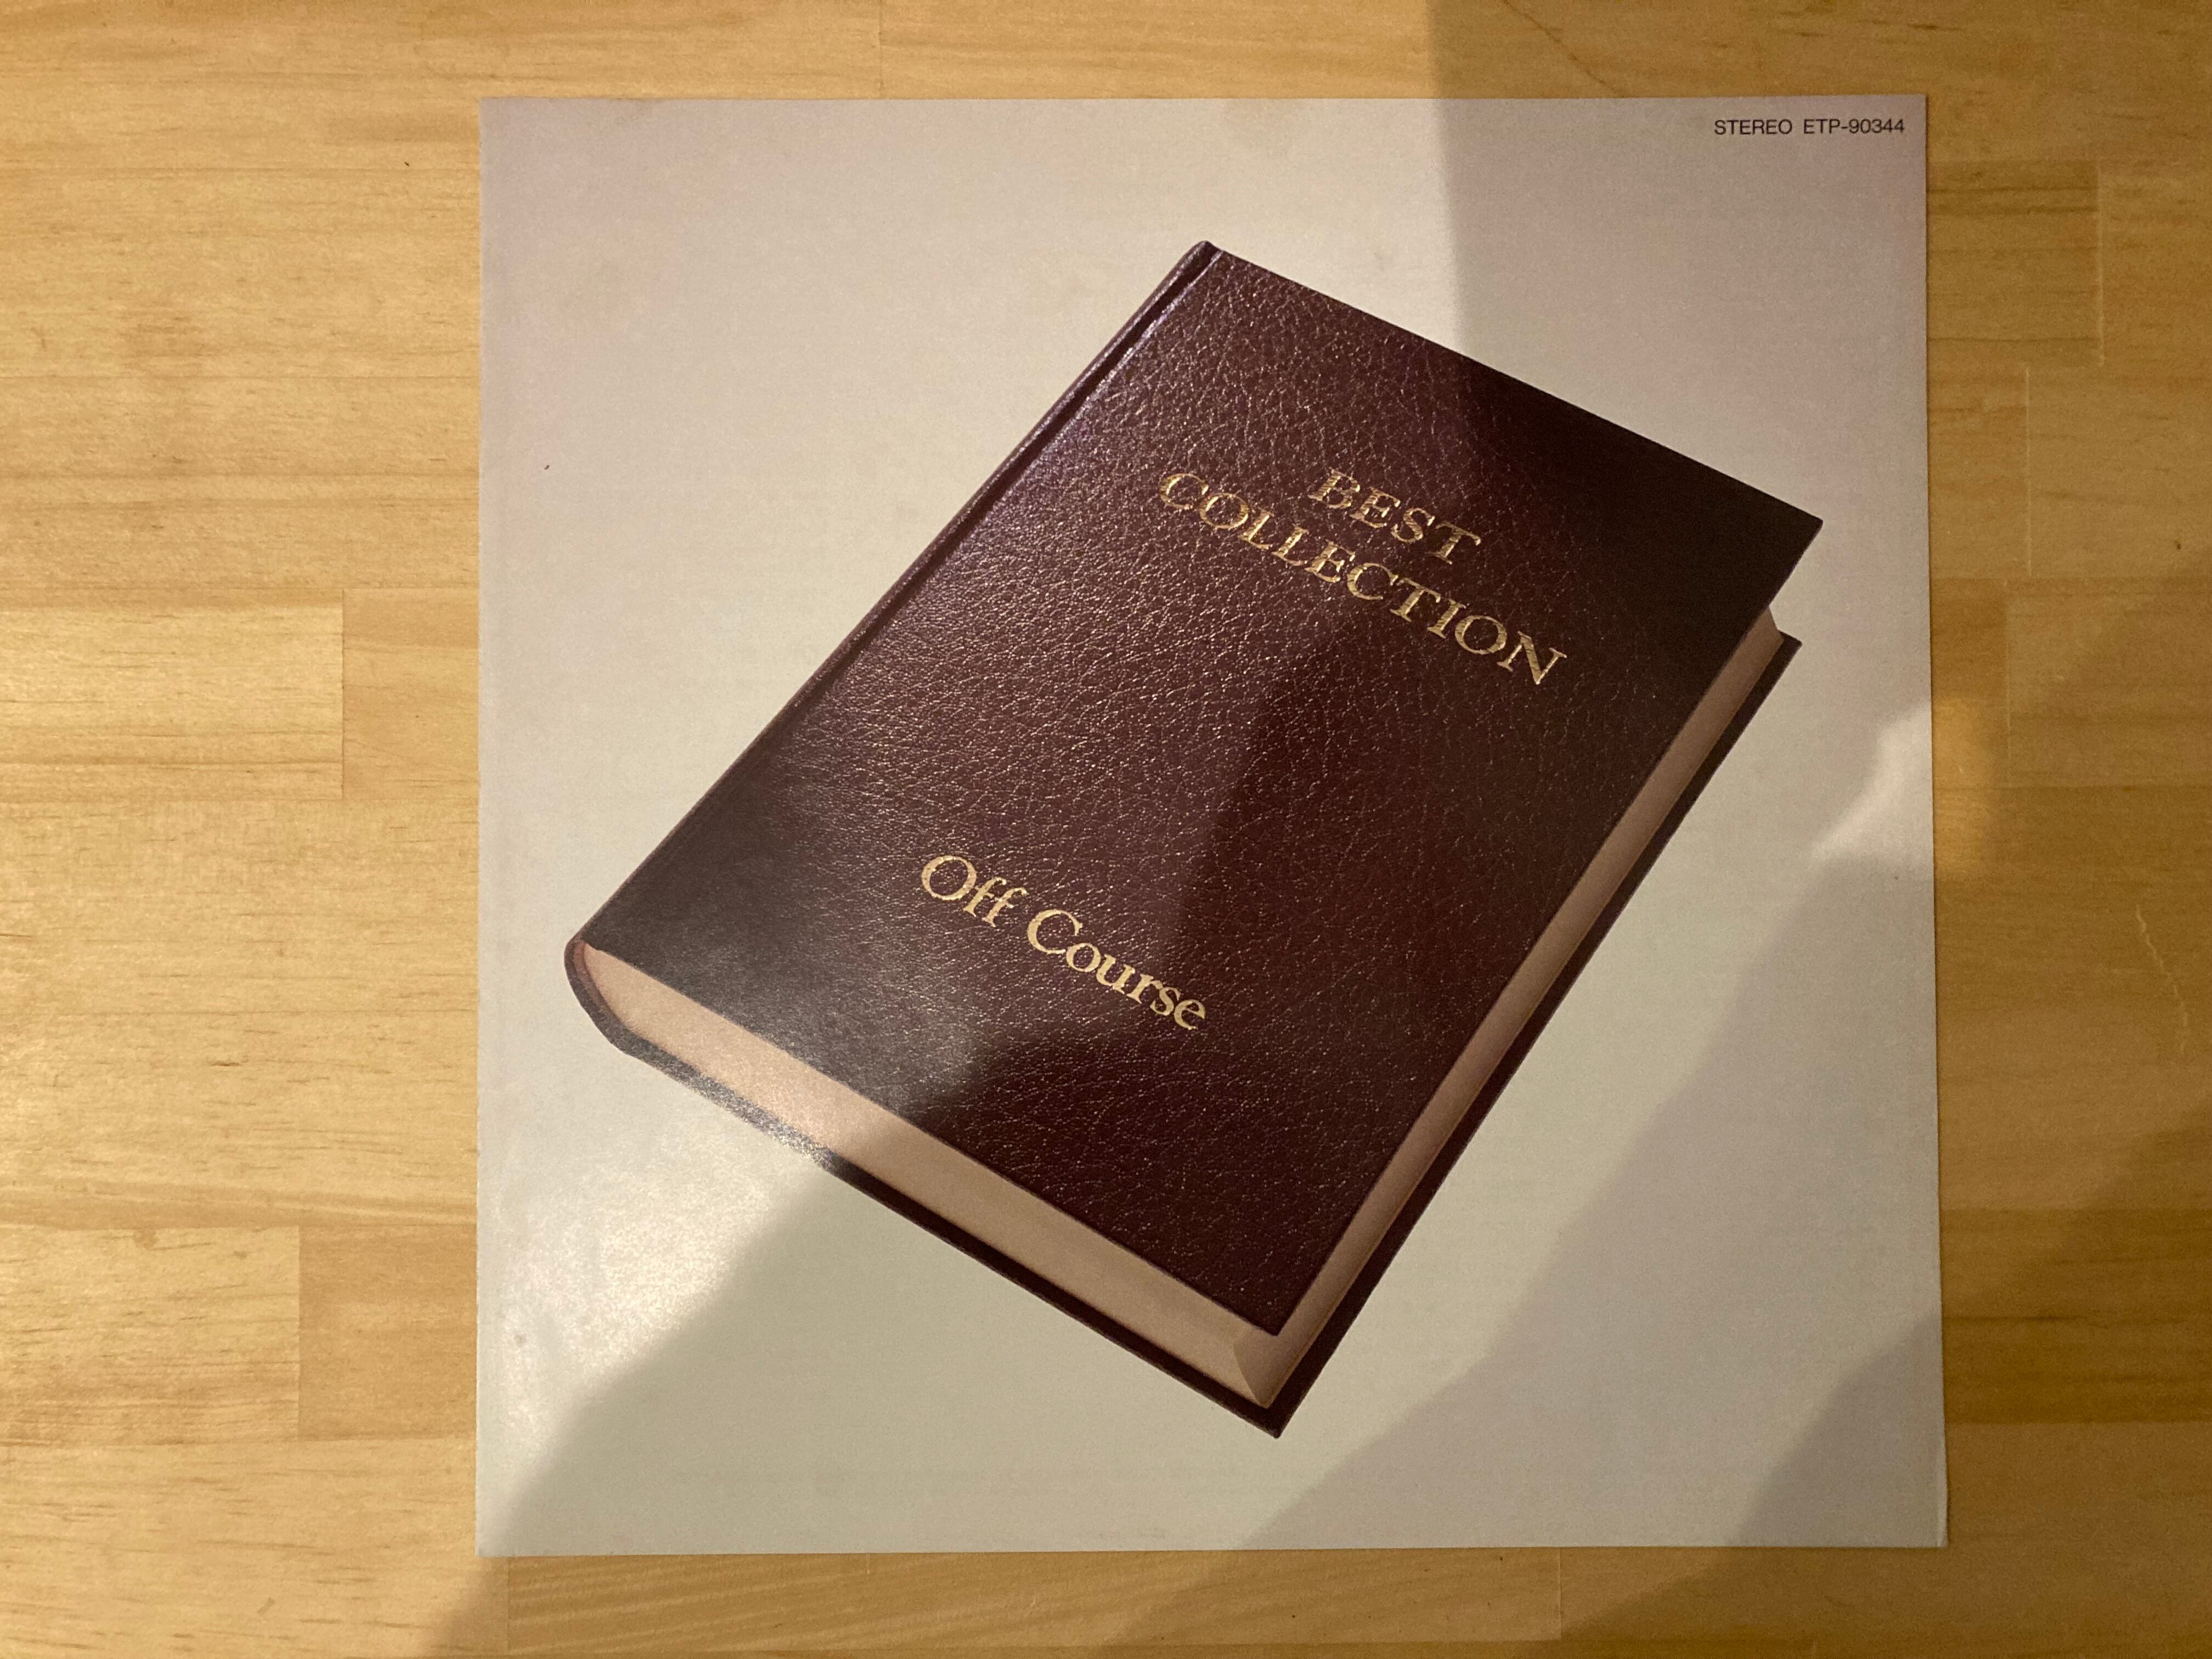 STEREO ETP-90344
BEST
COLLECTION
Off Course